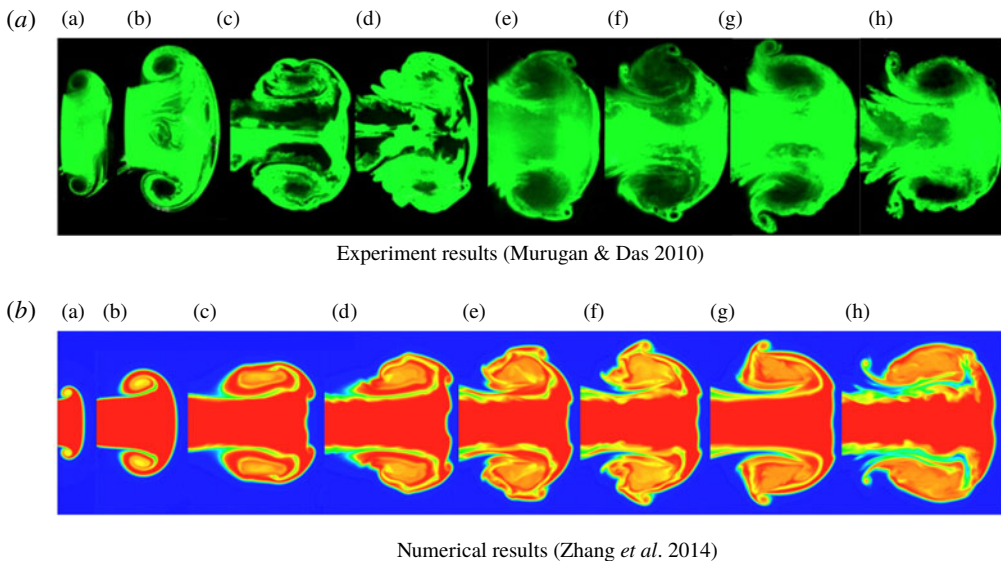 (a) (a) (b) (c) (d) (e) (f) (g) (h)
Experiment results (Murugan & Das 2010)
(b) (a) (b) (c) (d) (e) (f) (g) (h)
Numerical results (Zhang et al. 2014)